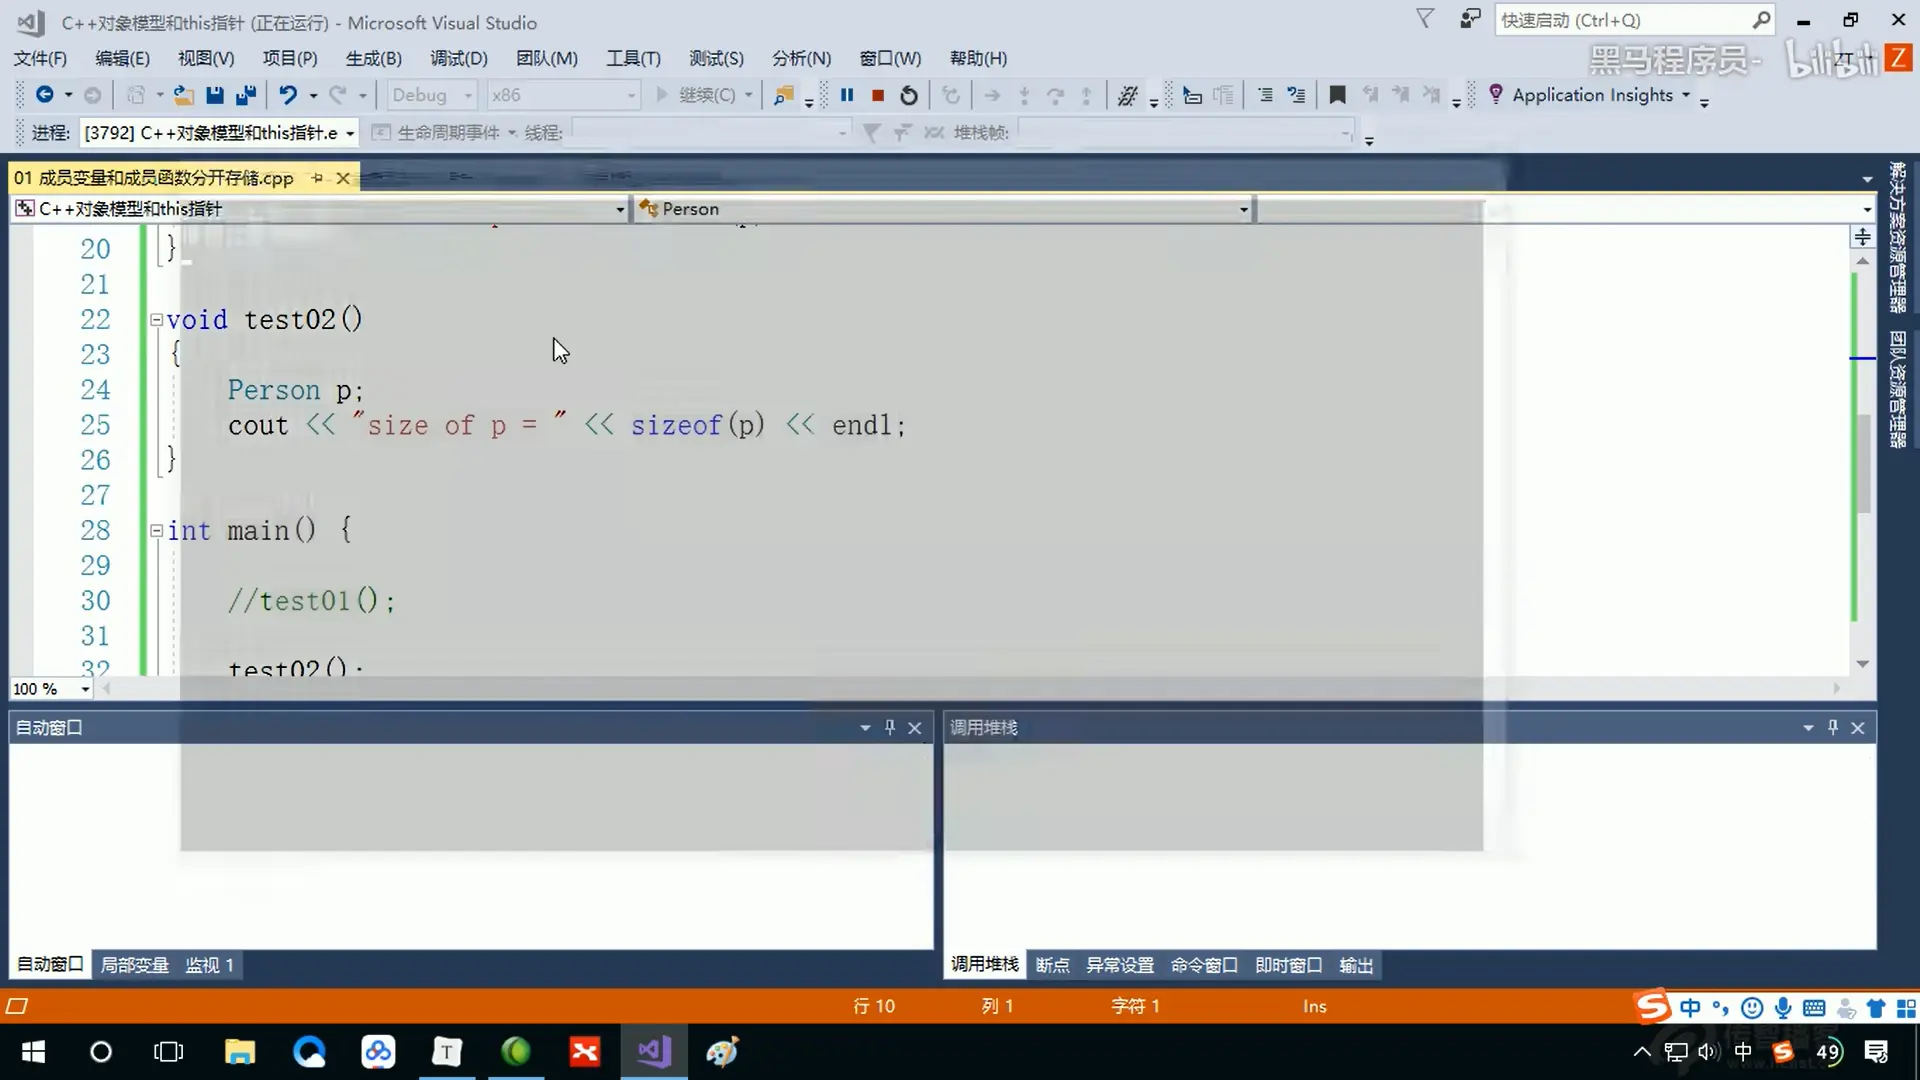 C++对象模型和this指针 (正在运行) - Microsoft Visual Studio
快速启动 (Ctrl+Q)
文件(F) 编辑(E) 视图(V) 项目(P) 生成(B) 调试(D) 团队(M) 工具(T) 测试(S) 分析(N) 窗口(W) 帮助(H)
黑马程序员- bilibili
ZT Z
Debug x86 继续(C) Application Insights
进程: [3792] C++对象模型和this指针.e 生命周期事件 线程: 堆栈帧:
01 成员变量和成员函数分开存储.cpp
C++对象模型和this指针 Person
20 }
21
22 void test02()
23 {
24 Person p;
25 cout << "size of p = " << sizeof(p) << endl;
26 }
27
28 int main() {
29
30 //test01();
31
32 test02();
100 %
解决方案资源管理器
团队资源管理器
自动窗口
调用堆栈
自动窗口 局部变量 监视 1
调用堆栈 断点 异常设置 命令窗口 即时窗口 输出
行 10 列 1 字符 1 Ins
中
T
中 49